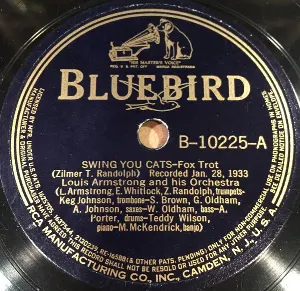 "HIS MASTER'S VOICE"
BLUEBIRD
B-10225-A
SWING YOU CATS-Fox Trot
(Zilmer T. Randolph) Recorded Jan. 28, 1933
Louis Armstrong and his Orchestra
(L. Armstrong, E. Whitlock, Z. Randolph, trumpets-
Keg Johnson, trombone-S. Brown, G. Oldham,
A. Johnson, saxes-W. Oldham, bass-A.
Porter, drums-Teddy Wilson,
piano-M. McKendrick, banjo)
RCA MANUFACTURING CO., INC., CAMDEN, N. J., U. S. A.